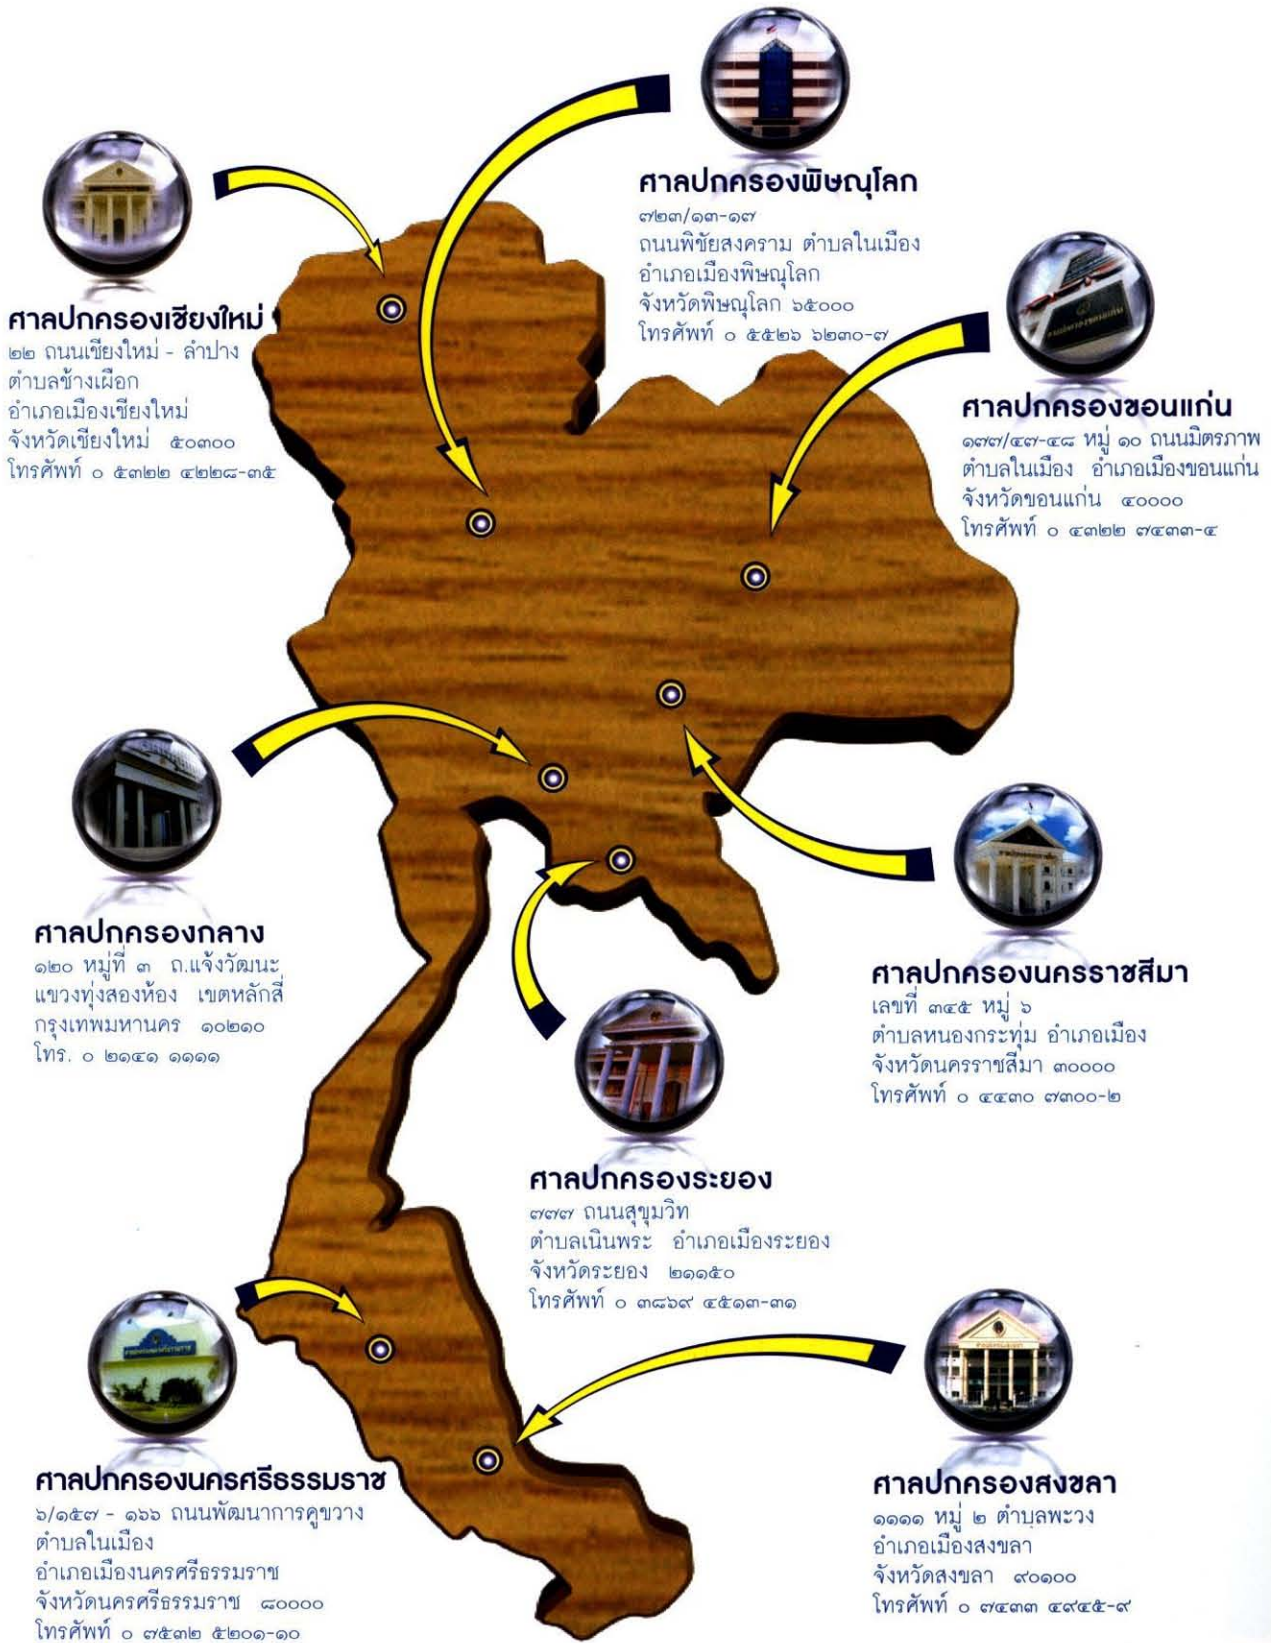 ศาลปกครองพิษณุโลก
๗๒๓/๑๓-๑๗
ถนนพิชัยสงคราม ตำบลในเมือง
อำเภอเมืองพิษณุโลก
จังหวัดพิษณุโลก ๖๕๐๐๐
โทรศัพท์ ๐ ๕๕๒๖ ๖๒๓๐-๗
ศาลปกครองเชียงใหม่
๒๒ ถนนเชียงใหม่ - ลำปาง
ตำบลช้างเผือก
อำเภอเมืองเชียงใหม่
จังหวัดเชียงใหม่ ๕๐๓๐๐
โทรศัพท์ ๐ ๕๓๒๒ ๔๒๒๘-๓๕
ศาลปกครองขอนแก่น
๑๗๗/๔๗-๔๘ หมู่ ๑๐ ถนนมิตรภาพ
ตำบลในเมือง อำเภอเมืองขอนแก่น
จังหวัดขอนแก่น ๔๐๐๐๐
โทรศัพท์ ๐ ๔๓๒๒ ๗๔๓๓-๔
ศาลปกครองกลาง
๑๒๐ หมู่ที่ ๓ ถ.แจ้งวัฒนะ
แขวงทุ่งสองห้อง เขตหลักสี่
กรุงเทพมหานคร ๑๐๒๑๐
โทร. ๐ ๒๑๔๑ ๑๑๑๑
ศาลปกครองนครราชสีมา
เลขที่ ๓๔๕ หมู่ ๖
ตำบลหนองกระทุ่ม อำเภอเมือง
จังหวัดนครราชสีมา ๓๐๐๐๐
โทรศัพท์ ๐ ๔๔๓๐ ๗๓๐๐-๒
ศาลปกครองระยอง
๗๗๗ ถนนสุขุมวิท
ตำบลเนินพระ อำเภอเมืองระยอง
จังหวัดระยอง ๒๑๑๕๐
โทรศัพท์ ๐ ๓๘๖๙ ๔๕๑๓-๓๑
ศาลปกครองนครศรีธรรมราช
๖/๑๕๗ - ๑๖๖ ถนนพัฒนาการคูขวาง
ตำบลในเมือง
อำเภอเมืองนครศรีธรรมราช
จังหวัดนครศรีธรรมราช ๘๐๐๐๐
โทรศัพท์ ๐ ๗๕๓๒ ๕๒๐๑-๑๐
ศาลปกครองสงขลา
๑๑๑๑ หมู่ ๒ ตำบลพะวง
อำเภอเมืองสงขลา
จังหวัดสงขลา ๙๐๑๐๐
โทรศัพท์ ๐ ๗๔๓๓ ๔๙๔๕-๙